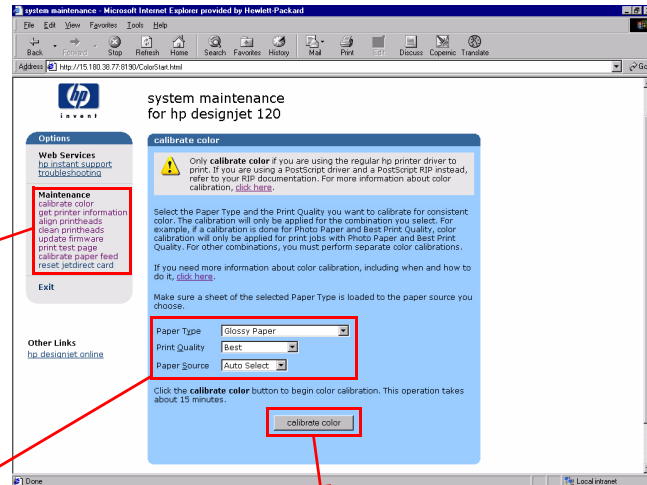 system maintenance - Microsoft Internet Explorer provided by Hewlett-Packard
File Edit View Favorites Tools Help
Back Forward Stop Refresh Home Search Favorites History Mail Print Edit Discuss Copernic Translate
Address http://15.180.38.77:8190/ColorStart.html Go
hp
invent
system maintenance
for hp designjet 120
Options
Web Services
hp instant support
troubleshooting
Maintenance
calibrate color
get printer information
align printheads
clean printheads
update firmware
print test page
calibrate paper feed
reset jetdirect card
Exit
Other Links
hp designjet online
calibrate color
Only calibrate color if you are using the regular hp printer driver to
print. If you are using a PostScript driver and a PostScript RIP instead,
refer to your RIP documentation. For more information about color
calibration, click here.
Select the Paper Type and the Print Quality you want to calibrate for consistent
color. The calibration will only be applied for the combination you select. For
example, if a calibration is done for Photo Paper and Best Print Quality, color
calibration will only be applied for print jobs with Photo Paper and Best Print
Quality. For other combinations, you must perform separate color calibrations.
If you need more information about color calibration, including when and how to
do it, click here.
Make sure a sheet of the selected Paper Type is loaded to the paper source you
choose.
Paper Type Glossy Paper
Print Quality Best
Paper Source Auto Select
Click the calibrate color button to begin color calibration. This operation takes
about 15 minutes.
calibrate color
Done
Local intranet